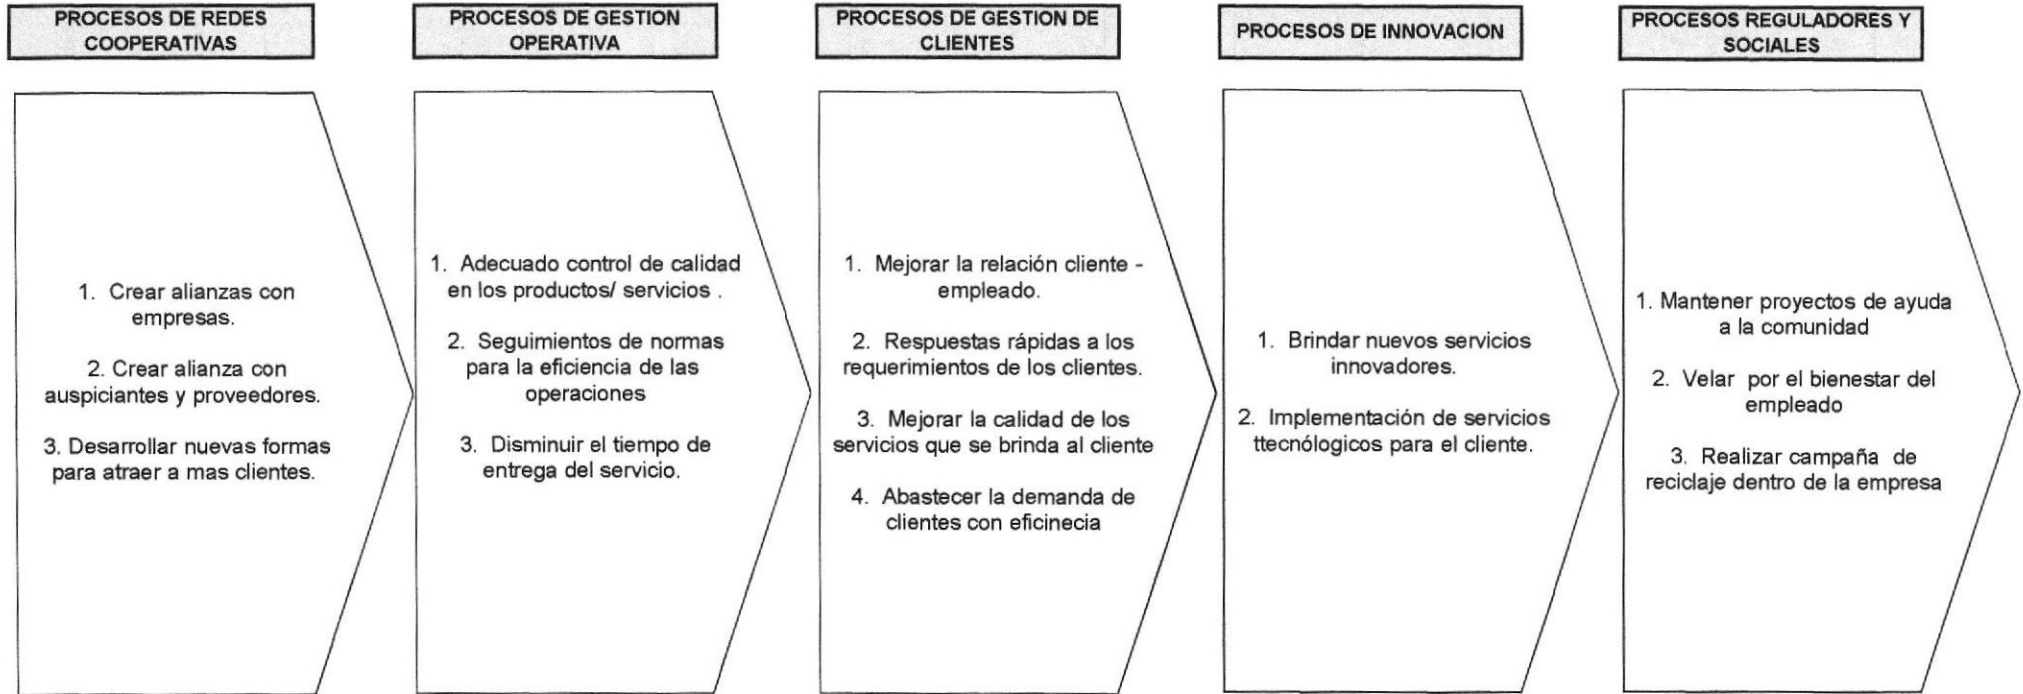 PROCESOS DE REDES
COOPERATIVAS
PROCESOS DE GESTION
OPERATIVA
PROCESOS DE GESTION DE
CLIENTES
PROCESOS DE INNOVACION
PROCESOS REGULADORES Y
SOCIALES
1. Crear alianzas con
empresas.
2. Crear alianza con
auspiciantes y proveedores.
3. Desarrollar nuevas formas
para atraer a mas clientes.
1. Adecuado control de calidad
en los productos/ servicios .
2. Seguimientos de normas
para la eficiencia de las
operaciones
3. Disminuir el tiempo de
entrega del servicio.
1. Mejorar la relación cliente -
empleado.
2. Respuestas rápidas a los
requerimientos de los clientes.
3. Mejorar la calidad de los
servicios que se brinda al cliente
4. Abastecer la demanda de
clientes con eficinecia
1. Brindar nuevos servicios
innovadores.
2. Implementación de servicios
ttecnólogicos para el cliente.
1. Mantener proyectos de ayuda
a la comunidad
2. Velar por el bienestar del
empleado
3. Realizar campaña de
reciclaje dentro de la empresa